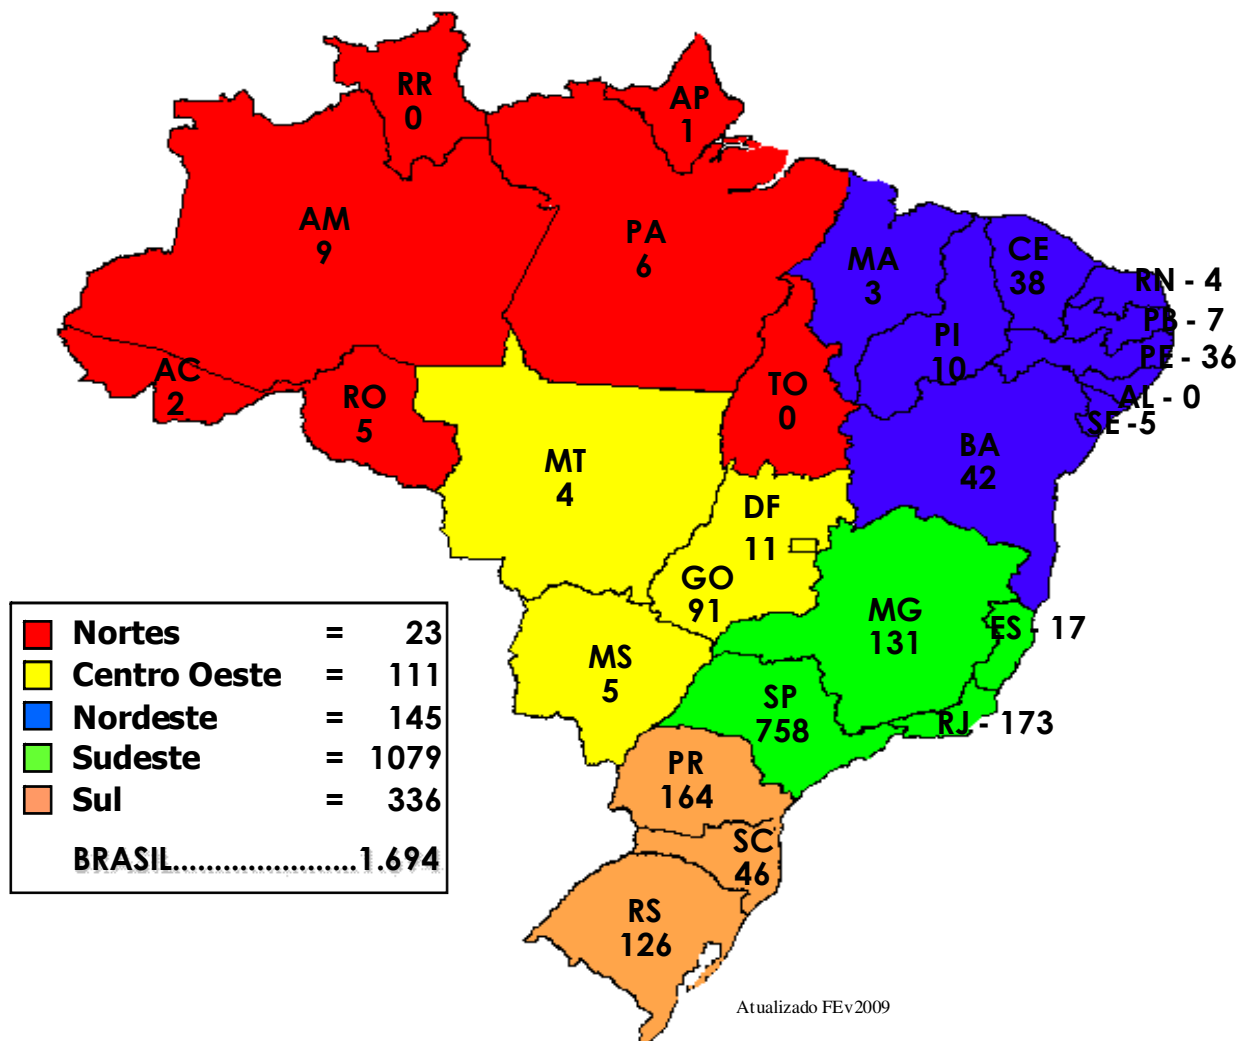 RR
0
AP
1
AM
9
PA
6
MA
3
CE
38
RN - 4
PB - 7
PI
10
PE - 36
AC
2
RO
5
TO
0
AL - 0
SE -5
BA
42
MT
4
DF
11
GO
91
MG
131
ES - 17
MS
5
SP
758
RJ - 173
PR
164
SC
46
RS
126
Nortes = 23
Centro Oeste = 111
Nordeste = 145
Sudeste = 1079
Sul = 336
BRASIL......................1.694
Atualizado FEv2009